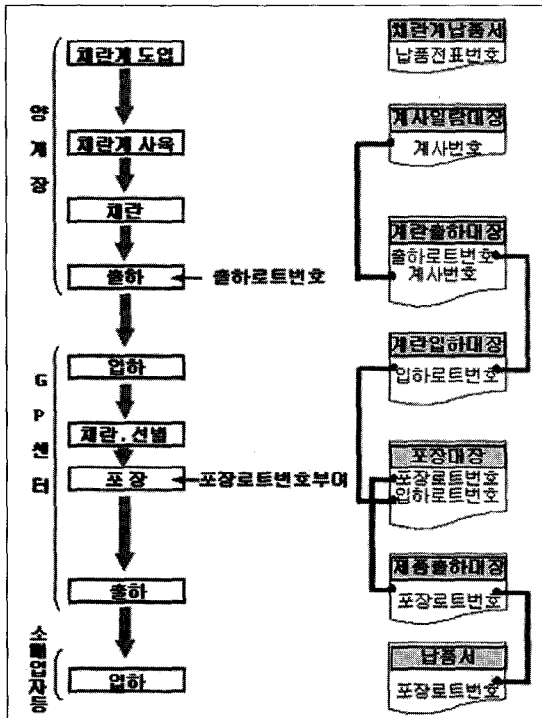 양계장
채란계 도입
채란계 사육
채란
출하
출하로트번호
GP센터
입하
채란.선별
포장
포장로트번호부여
출하
소매업자등
입하
채란계납품서
납품전표번호
계사일람대장
계사번호
계란출하대장
출하로트번호
계사번호
계란입하대장
입하로트번호
포장대장
포장로트번호
입하로트번호
제품출하대장
포장로트번호
납품서
포장로트번호